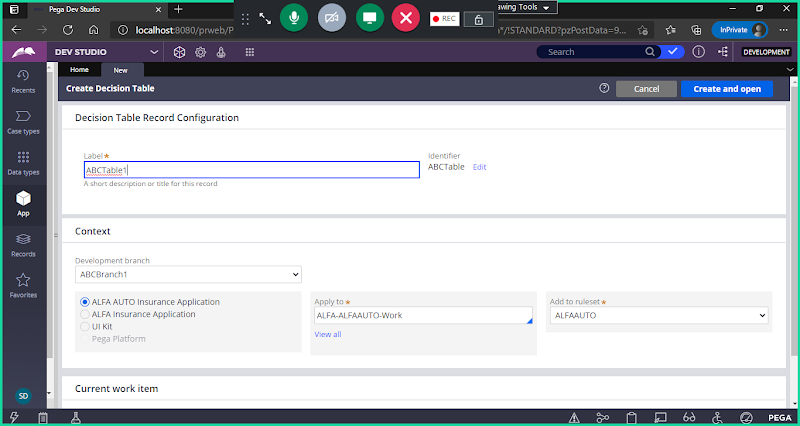 Pega Dev Studio
awing Tools
localhost:8080/prweb/P
REC
*/!STANDARD?pzPostData=9...
InPrivate
DEV STUDIO
Search
DEVELOPMENT
Home
New
Recents
Case types
Data types
App
Records
Favorites
SD
Create Decision Table
Cancel
Create and open
Decision Table Record Configuration
Label★
ABCTable1
A short description or title for this record
Identifier
ABCTable Edit
Context
Development branch
ABCBranch1
ALFA AUTO Insurance Application
ALFA Insurance Application
UI Kit
Pega Platform
Apply to ★
ALFA-ALFAAUTO-Work
View all
Add to ruleset★
ALFAAUTO
Current work item
PEGA